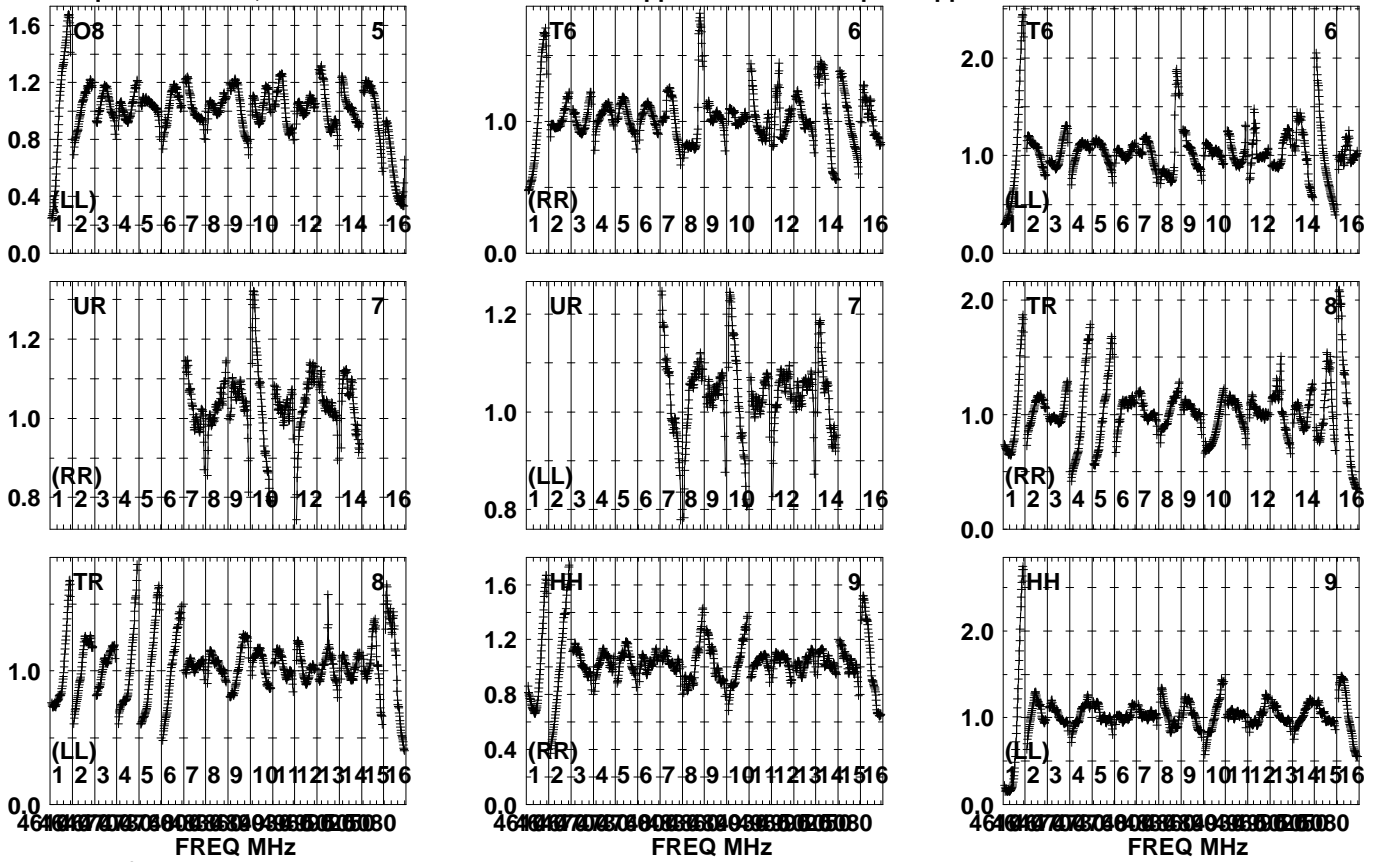 1.6 O8 5 T6 6 T6 6
2.0
1.2
1.0
0.8 1.0
0.4 (LL) (RR) (LL)
1 2 3 4 5 6 7 8 9 10 12 14 16 1 2 3 4 5 6 7 8 9 10 12 14 16 1 2 3 4 5 6 7 8 9 10 12 14 16
0.0 0.0 0.0
UR 7 UR 7 2.0 TR 8
1.2 1.2
1.0 1.0 1.0
(RR) (LL) (RR)
0.8 1 2 3 4 5 6 7 8 9 10 12 14 16 0.8 1 2 3 4 5 6 7 8 9 10 12 14 16 1 2 3 4 5 6 7 8 9 10 12 14 16
0.0
TR 8 1.6 HH 9 HH 9
2.0
1.2
1.0 0.8 1.0
0.4
(LL) (RR) (LL)
1 2 3 4 5 6 7 8 9 10 11 12 13 14 15 16 1 2 3 4 5 6 7 8 9 10 11 12 13 14 15 16 1 2 3 4 5 6 7 8 9 10 11 12 13 14 15 16
0.0 0.0 0.0
FREQ MHz FREQ MHz FREQ MHz